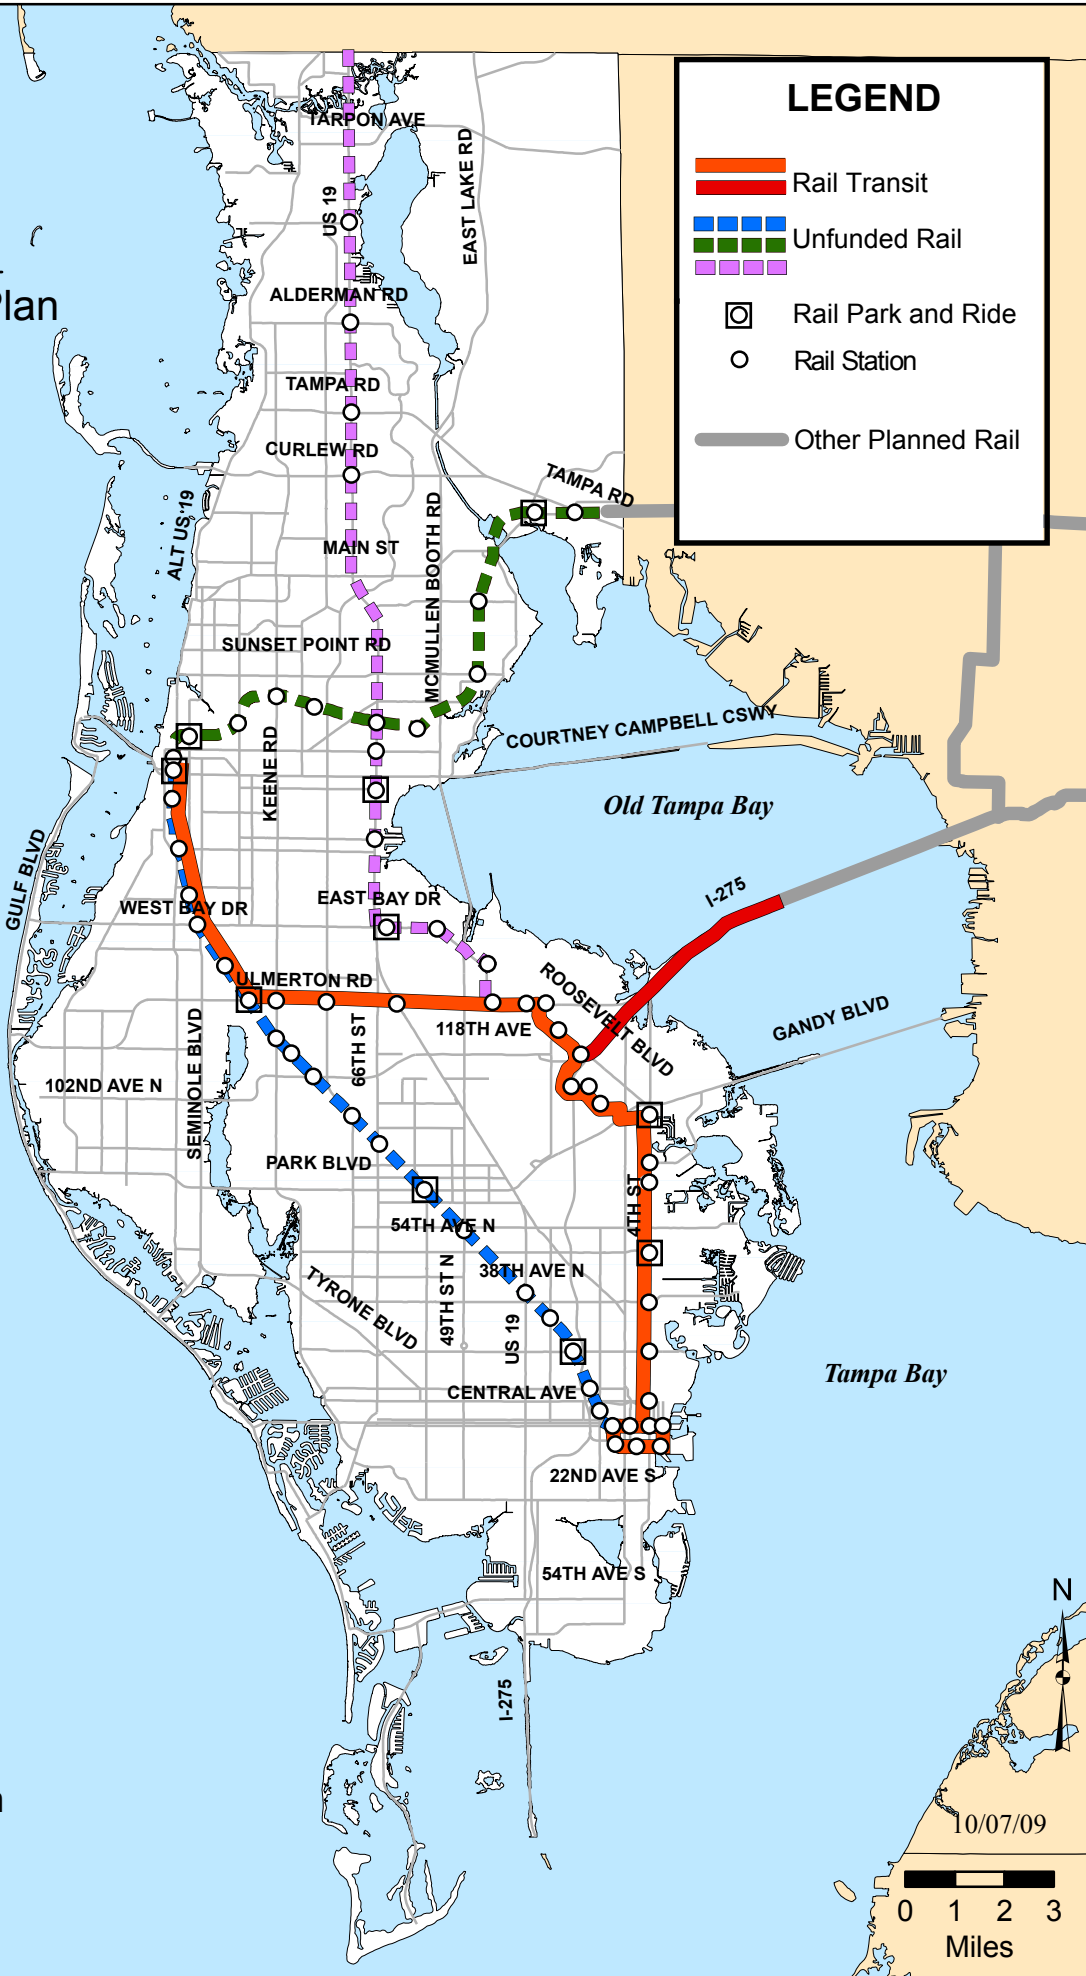 LEGEND
Rail Transit
Unfunded Rail
Rail Park and Ride
Rail Station
Other Planned Rail
TARPON AVE
EAST LAKE RD
US 19
lan
ALDERMAN RD
TAMPA RD
CURLEW RD
TAMPA RD
ALT US 19
MAIN ST
MCMULLEN BOOTH RD
SUNSET POINT RD
COURTNEY CAMPBELL CSWY
KEENE RD
Old Tampa Bay
GULF BLVD
I-275
EAST BAY DR
WEST BAY DR
ULMERTON RD
ROOSEVELT BLVD
GANDY BLVD
118TH AVE
66TH ST
SEMINOLE BLVD
102ND AVE N
PARK BLVD
4TH ST
54TH AVE N
38TH AVE N
TYRONE BLVD
49TH ST N
US 19
Tampa Bay
CENTRAL AVE
22ND AVE S
54TH AVE S
N
I-275
10/07/09
0 1 2 3
Miles